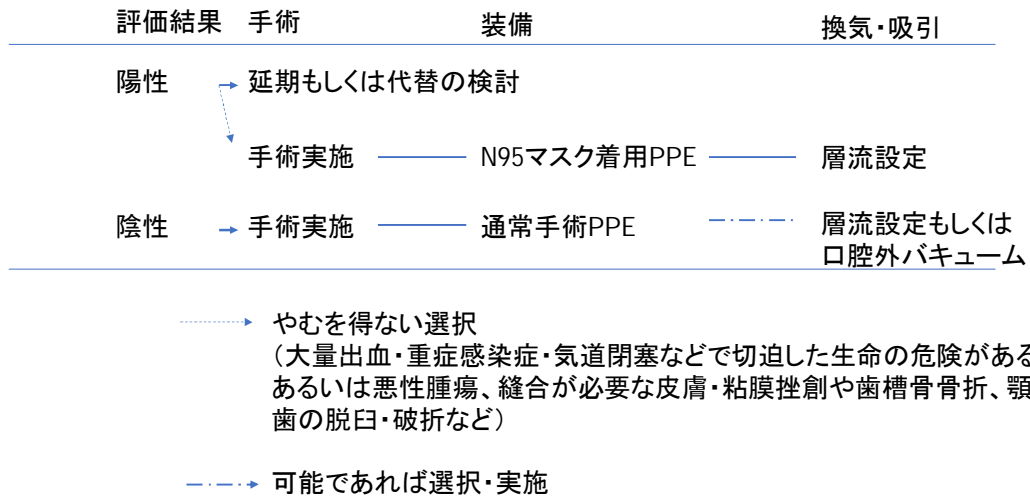 評価結果 手術 装備 換気・吸引
陽性 延期もしくは代替の検討
手術実施 N95マスク着用PPE 層流設定
陰性 手術実施 通常手術PPE 層流設定もしくは
口腔外バキューム
やむを得ない選択
(大量出血・重症感染症・気道閉塞などで切迫した生命の危険がある
あるいは悪性腫瘍、縫合が必要な皮膚・粘膜挫創や歯槽骨骨折、顎
歯の脱臼・破折など)
可能であれば選択・実施